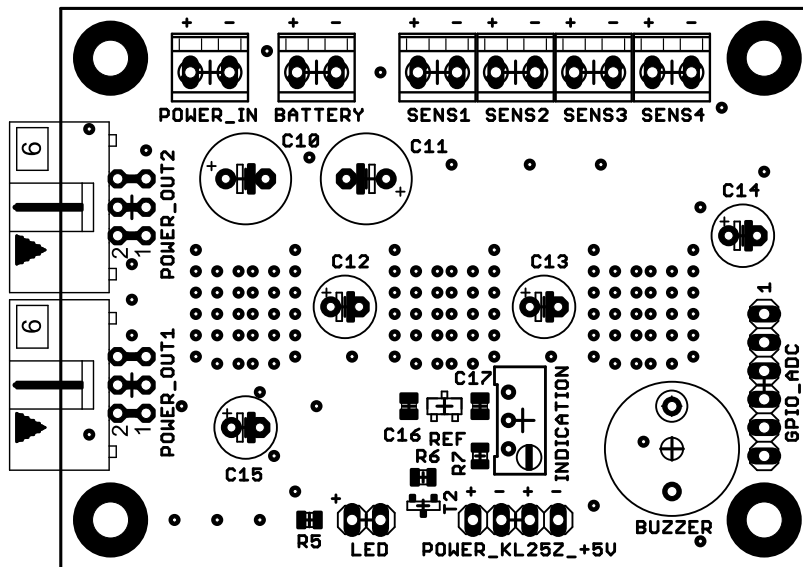 + - + - + - + - + - + -
POWER_IN BATTERY SENS1 SENS2 SENS3 SENS4
6
POWER_OUT2
2 1
C10
+
C11
+
C14
+
C12
+
C13
+
6
POWER_OUT1
2 1
1
GPIO_ADC
C17
INDICATION
C16
REF
C15
+
R6
R7
T2
+
R5
LED
+ - + -
POWER_KL25Z_+5V
BUZZER